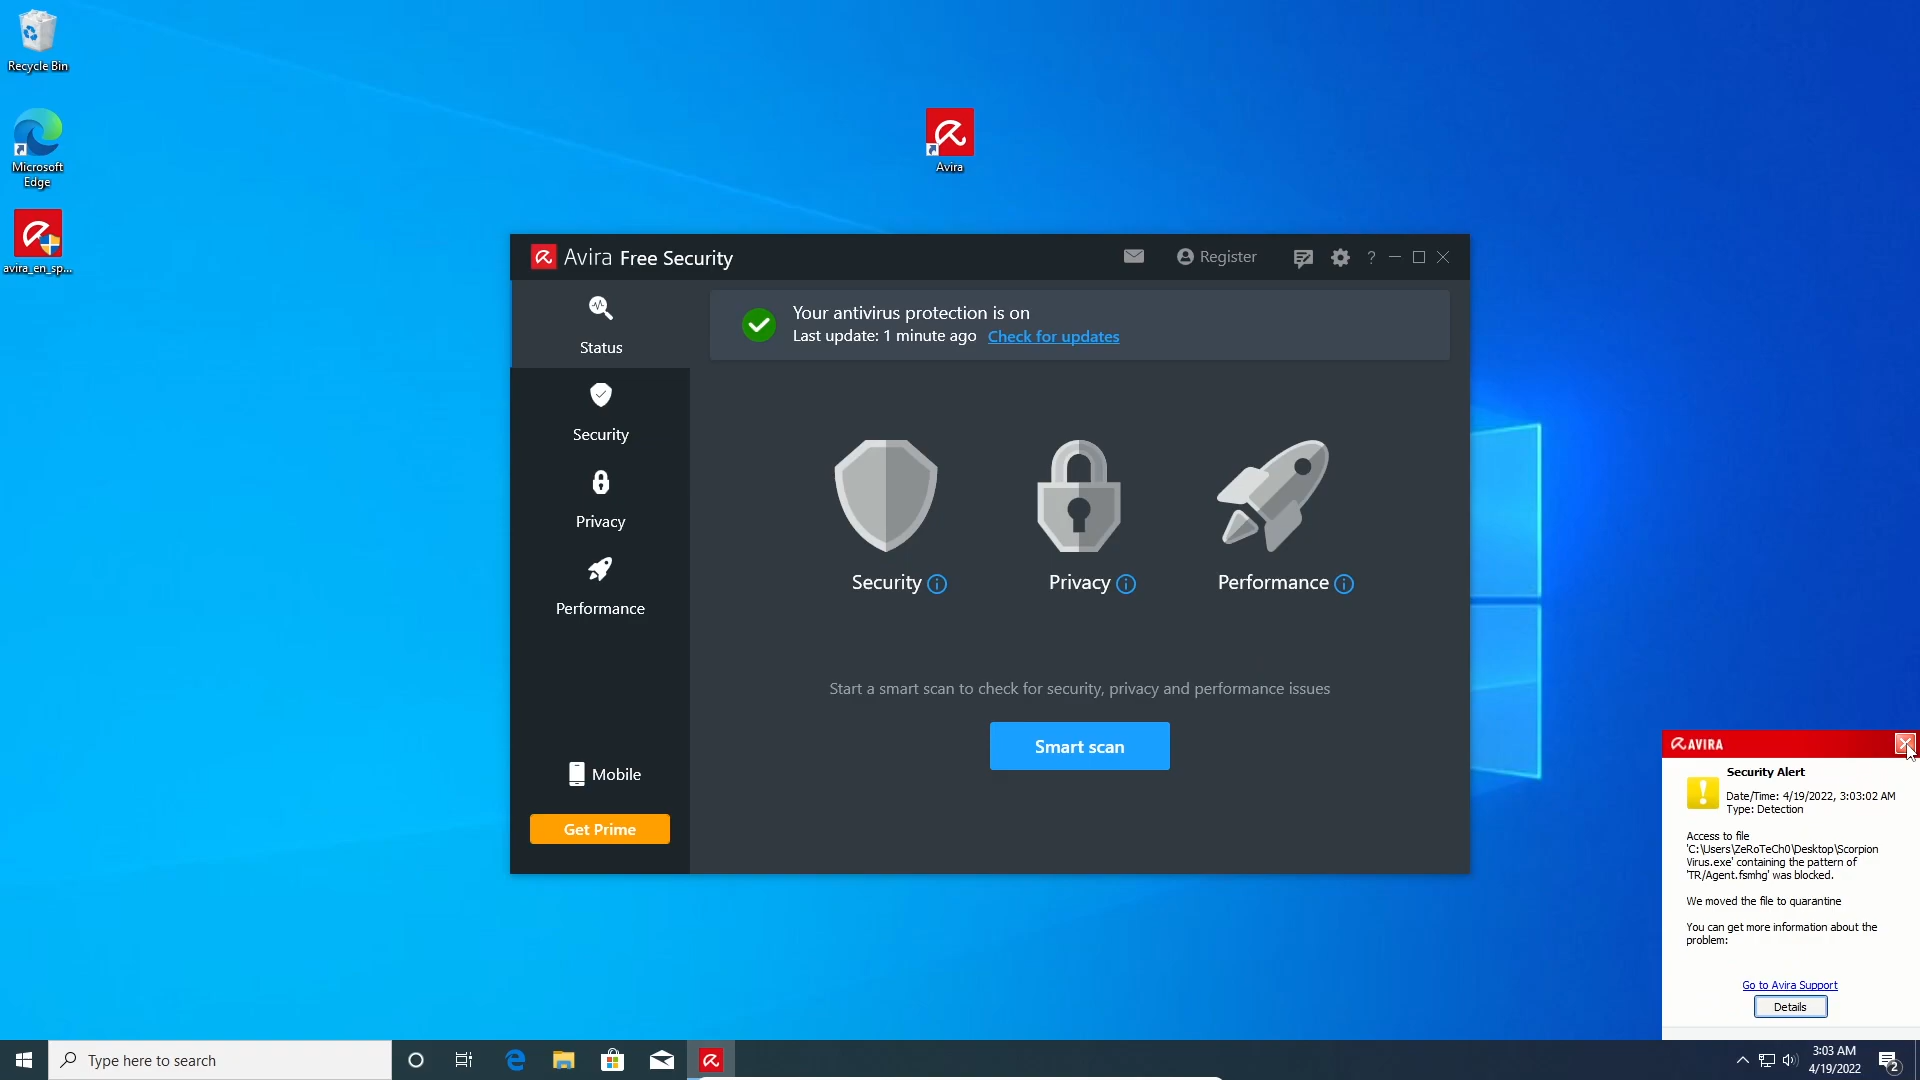 Recycle Bin
Microsoft
Edge
avira_en_sp...
Avira
Avira Free Security
Register
?
Status
Security
Privacy
Performance
Mobile
Get Prime
Your antivirus protection is on
Last update: 1 minute ago Check for updates
Security
Privacy
Performance
Start a smart scan to check for security, privacy and performance issues
Smart scan
AVIRA
Security Alert
Date/Time: 4/19/2022, 3:03:02 AM
Type: Detection
Access to file
'C:\Users\ZeRoTeCh0\Desktop\Scorpion
Virus.exe' containing the pattern of
'TR/Agent.fsmhg' was blocked.
We moved the file to quarantine
You can get more information about the
problem:
Go to Avira Support
Details
Type here to search
3:03 AM
4/19/2022
2